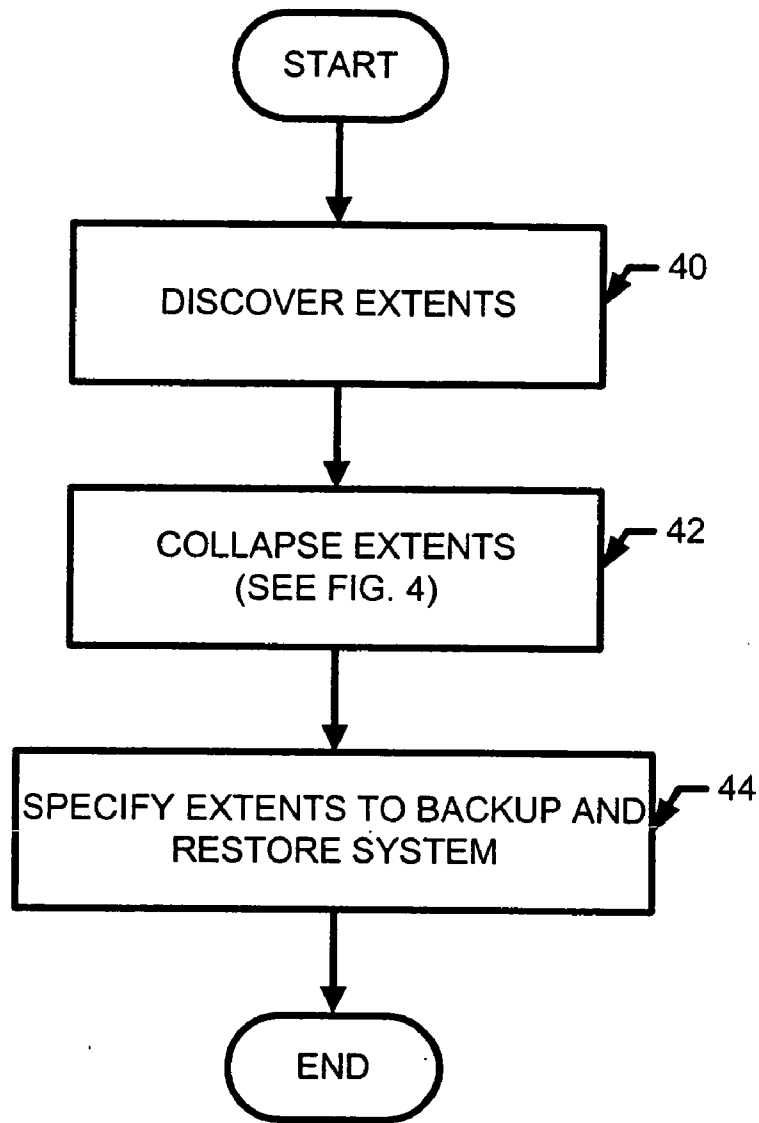 START
DISCOVER EXTENTS
40
COLLAPSE EXTENTS
(SEE FIG. 4)
42
SPECIFY EXTENTS TO BACKUP AND
RESTORE SYSTEM
44
END